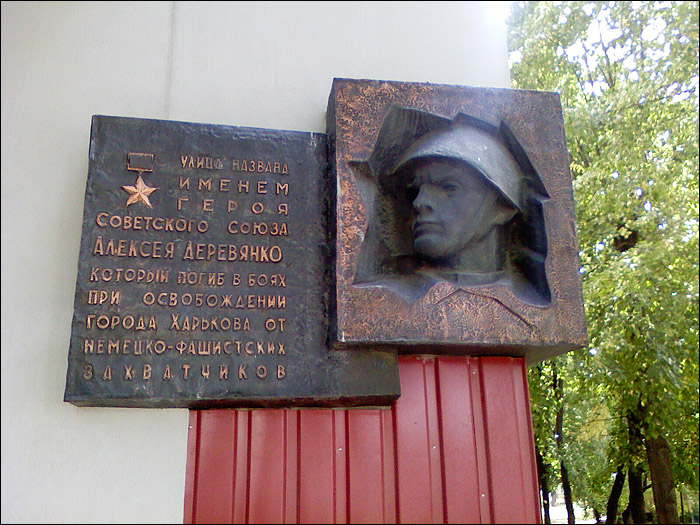 УЛИЦА НАЗВАНА
ИМЕНЕМ
ГЕРОЯ
СОВЕТСКОГО СОЮЗА
АЛЕКСЕЯ ДЕРЕВЯНКО
КОТОРЫЙ ПОГИБ В БОЯХ
ПРИ ОСВОБОЖДЕНИИ
ГОРОДА ХАРЬКОВА ОТ
НЕМЕЦКО-ФАШИСТСКИХ
ЗАХВАТЧИКОВ